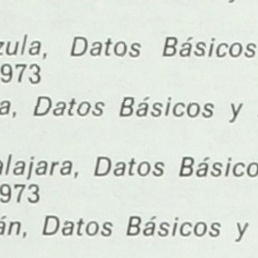 zula, Datos Básicos
973
a, Datos Básicos y
alajara, Datos Básico
973
án, Datos Básicos y